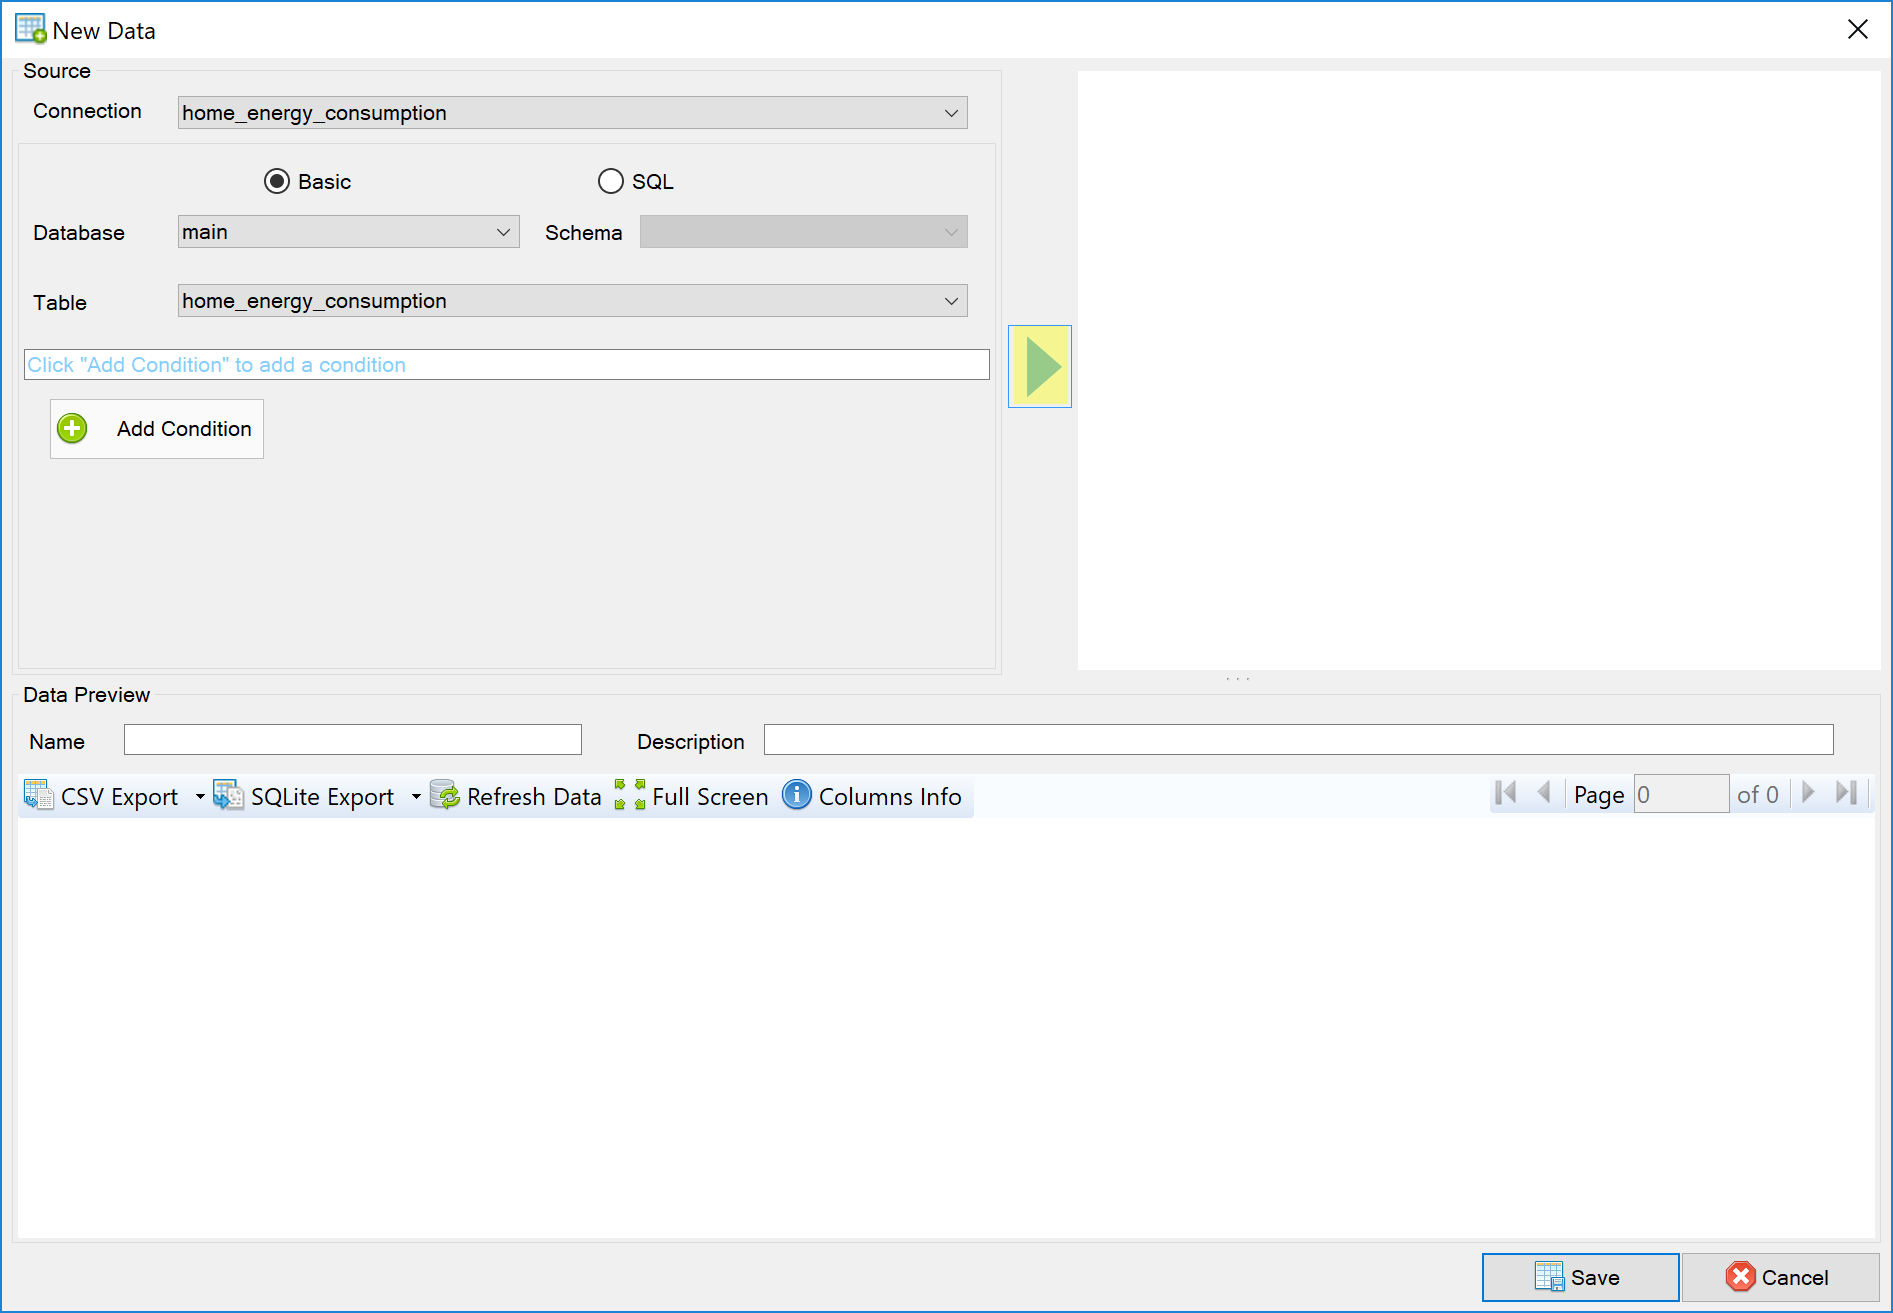 New Data
Source
Connection home_energy_consumption
Basic SQL
Database main Schema
Table home_energy_consumption
Click "Add Condition" to add a condition
Add Condition
Data Preview
Name Description
CSV Export SQLite Export Refresh Data Full Screen Columns Info Page 0 of 0
Save Cancel